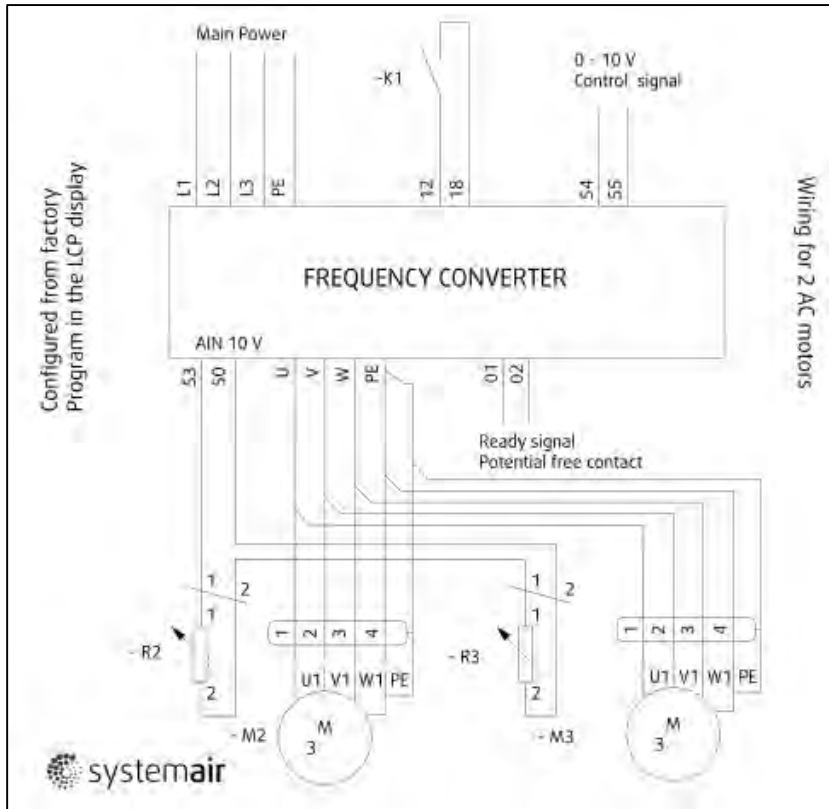 Main Power
-K1
0 - 10 V
Control signal
L1
L2
L3
PE
12
18
54
55
Configured from factory
Program in the LCP display
FREQUENCY CONVERTER
Wiring for 2 AC motors
AIN 10 V
53
50
U
V
W
PE
01
02
Ready signal
Potential free contact
1
2
1
- R2
2
1
2
3
4
U1 V1 W1 PE
- M2
M
3
1
2
1
- R3
2
1
2
3
4
U1 V1 W1 PE
- M3
M
3
systemair